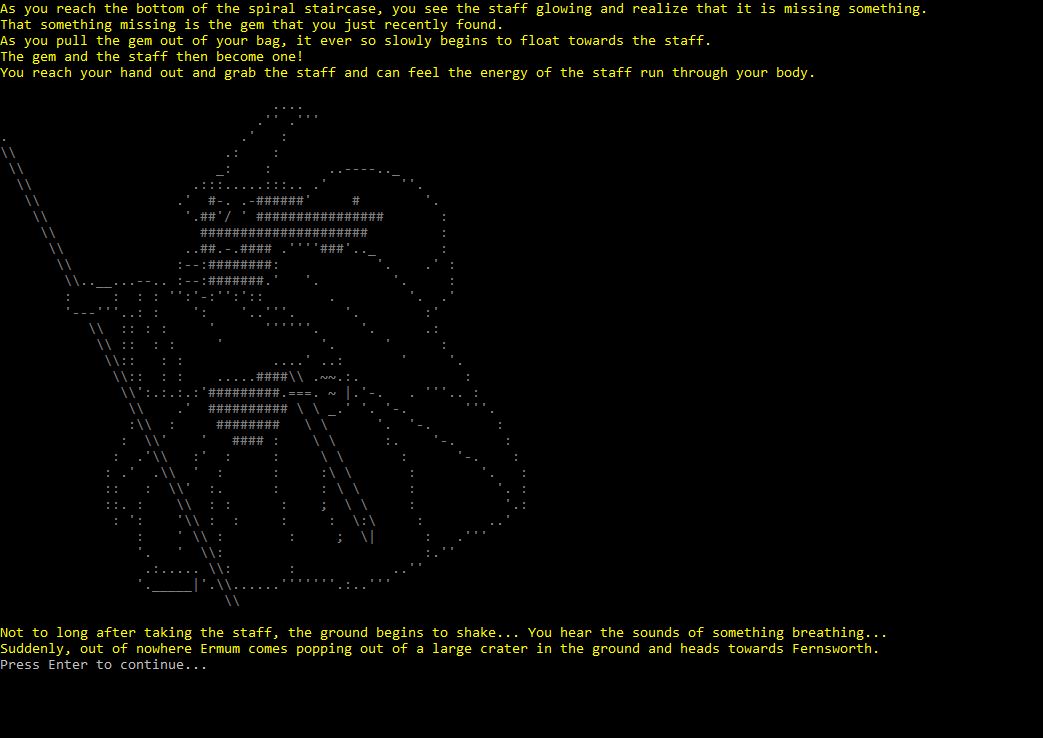 As you reach the bottom of the spiral staircase, you see the staff glowing and realize that it is missing something.
That something missing is the gem that you just recently found.
As you pull the gem out of your bag, it ever so slowly begins to float towards the staff.
The gem and the staff then become one!
You reach your hand out and grab the staff and can feel the energy of the staff run through your body.
Not to long after taking the staff, the ground begins to shake... You hear the sounds of something breathing...
Suddenly, out of nowhere Ermum comes popping out of a large crater in the ground and heads towards Fernsworth.
Press Enter to continue...